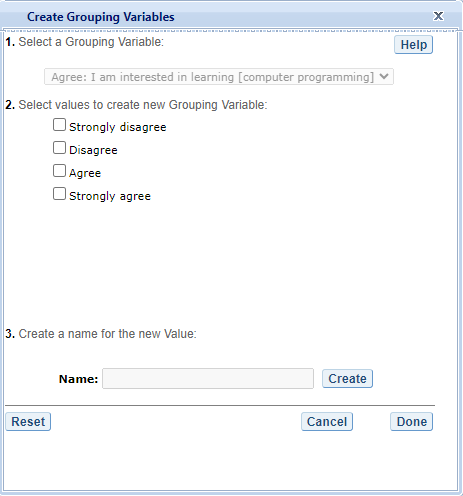 Create Grouping Variables X
1. Select a Grouping Variable:
Help
Agree: I am interested in learning [computer programming]
2. Select values to create new Grouping Variable:
Strongly disagree
Disagree
Agree
Strongly agree
3. Create a name for the new Value:
Name: Create
Reset Cancel Done